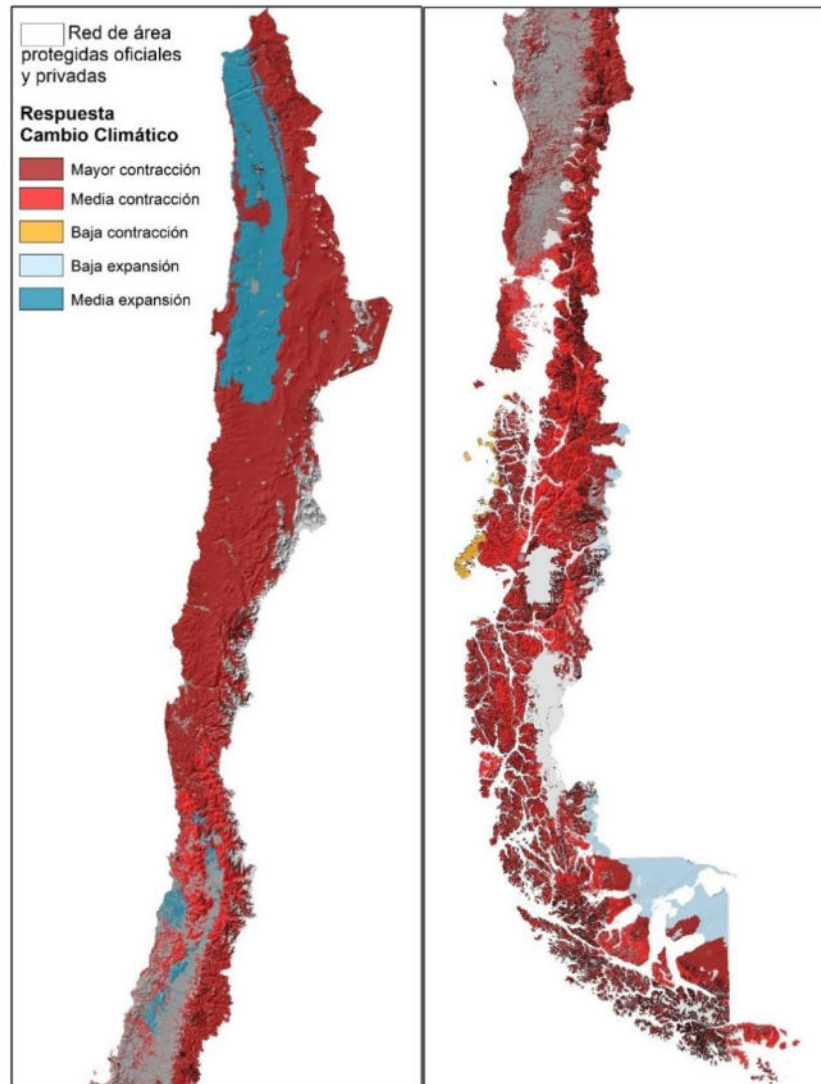 Red de área
protegidas oficiales
y privadas
Respuesta
Cambio Climático
Mayor contracción
Media contracción
Baja contracción
Baja expansión
Media expansión